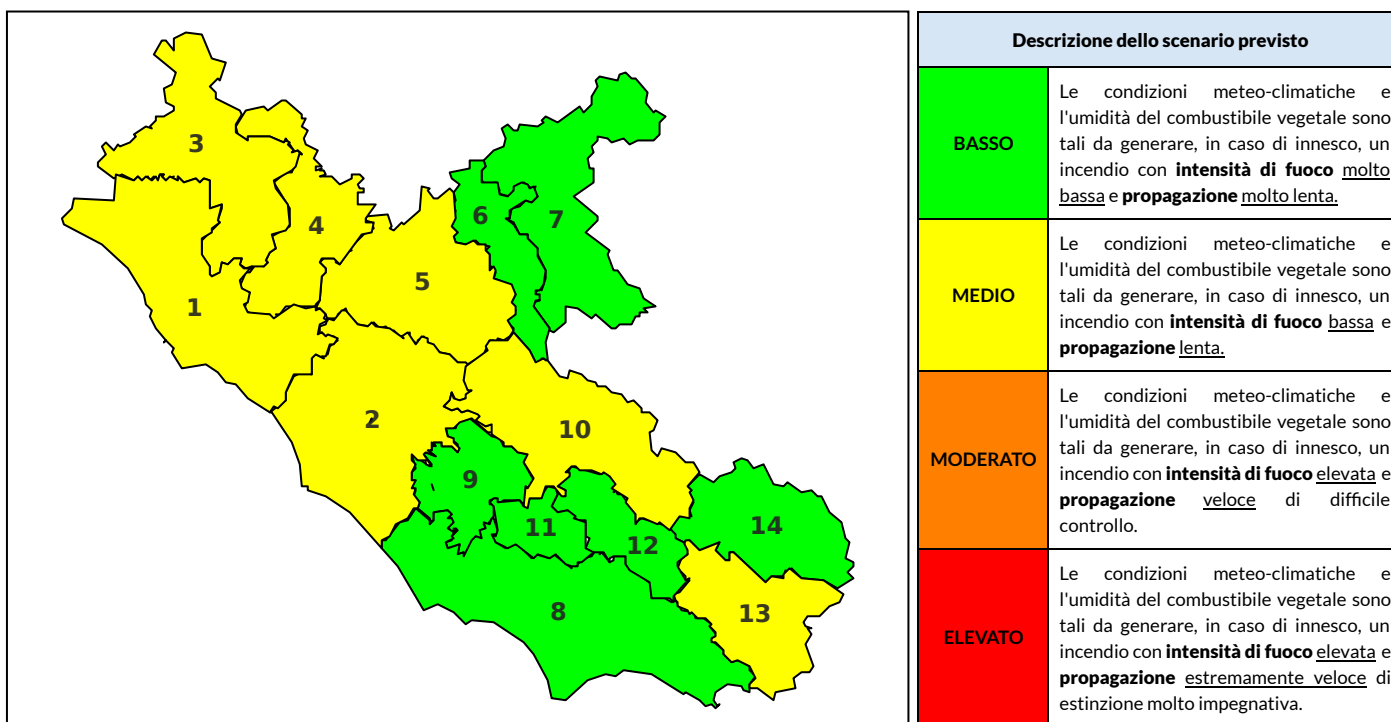 3
4
6
7
5
1
2
10
9
11
12
14
8
13
Descrizione dello scenario previsto
BASSO
Le condizioni meteo-climatiche e
l'umidità del combustibile vegetale sono
tali da generare, in caso di innesco, un
incendio con intensità di fuoco molto
bassa e propagazione molto lenta.
MEDIO
Le condizioni meteo-climatiche e
l'umidità del combustibile vegetale sono
tali da generare, in caso di innesco, un
incendio con intensità di fuoco bassa e
propagazione lenta.
MODERATO
Le condizioni meteo-climatiche e
l'umidità del combustibile vegetale sono
tali da generare, in caso di innesco, un
incendio con intensità di fuoco elevata e
propagazione veloce di difficile
controllo.
ELEVATO
Le condizioni meteo-climatiche e
l'umidità del combustibile vegetale sono
tali da generare, in caso di innesco, un
incendio con intensità di fuoco elevata e
propagazione estremamente veloce di
estinzione molto impegnativa.